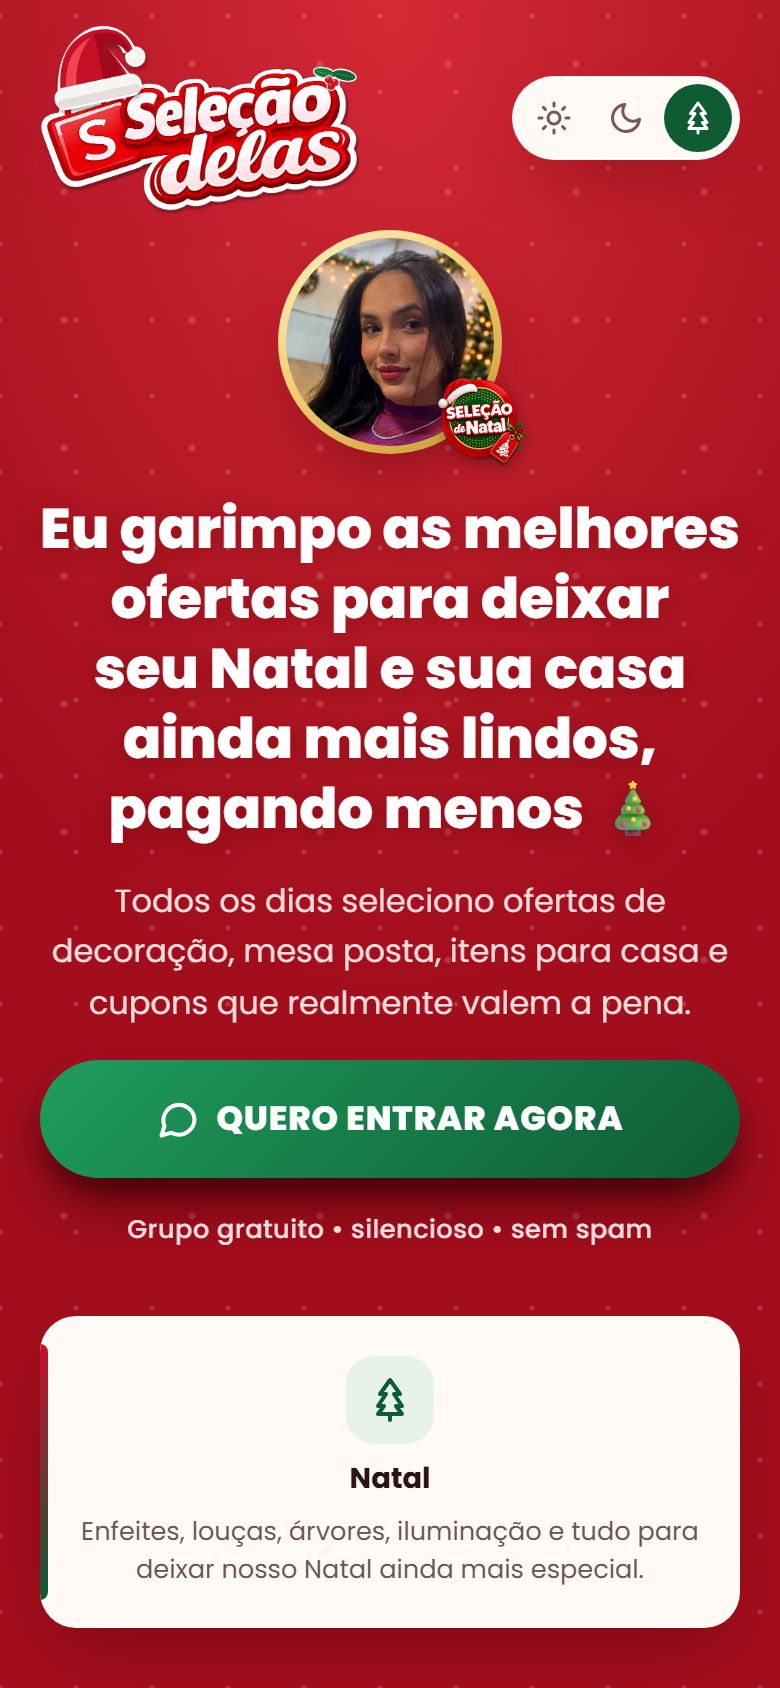 S Seleção
delas
SELEÇÃO
de Natal
Eu garimpo as melhores
ofertas para deixar
seu Natal e sua casa
ainda mais lindos,
pagando menos 🎄
Todos os dias seleciono ofertas de
decoração, mesa posta, itens para casa e
cupons que realmente valem a pena.
QUERO ENTRAR AGORA
Grupo gratuito • silencioso • sem spam
Natal
Enfeites, louças, árvores, iluminação e tudo para
deixar nosso Natal ainda mais especial.